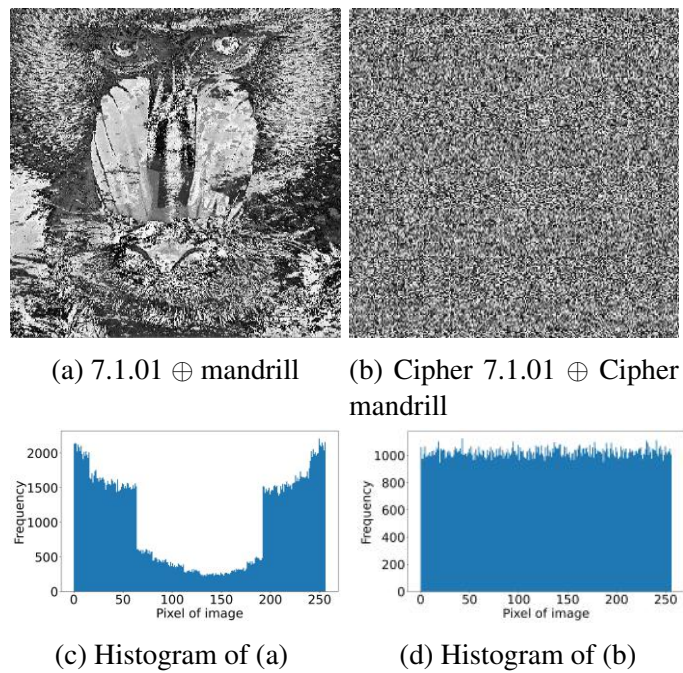 (a) 7.1.01 ⊕ mandrill
(b) Cipher 7.1.01 ⊕ Cipher
mandrill
2000
1500
1000
500
0
Frequency
0 50 100 150 200 250
Pixel of image
1000
800
600
400
200
0
Frequency
0 50 100 150 200 250
Pixel of image
(c) Histogram of (a)
(d) Histogram of (b)